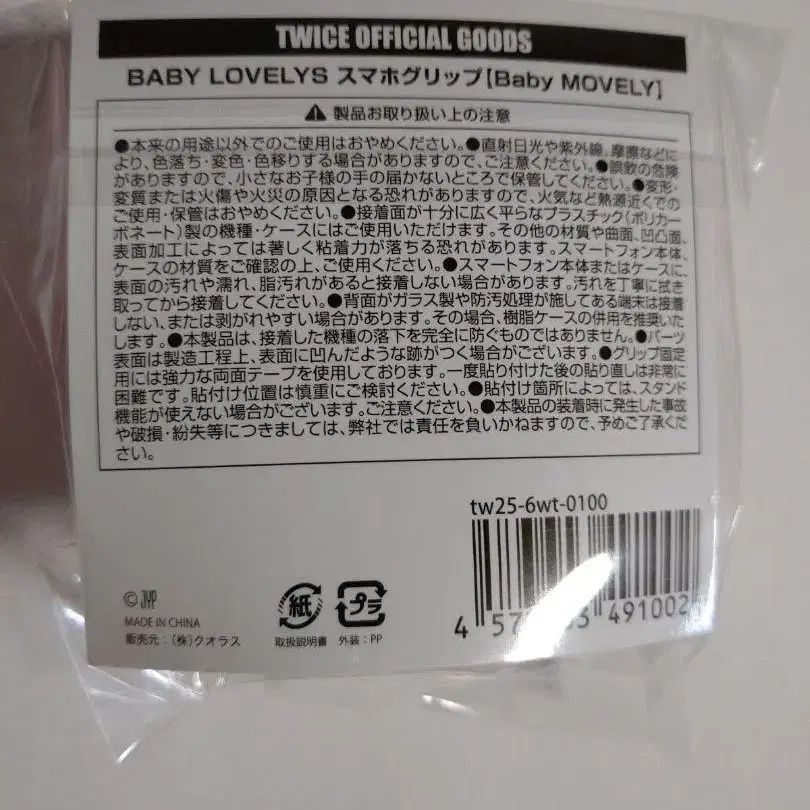 TWICE OFFICIAL GOODS
BABY LOVELYS スマホグリップ【Baby MOVELY】
⚠ 製品お取り扱い上の注意
●本来の用途以外でのご使用はおやめください。●直射日光や紫外線、摩擦などに
より、色落ち・変色・色移りする場合がありますので、ご注意ください。●誤飲の危険
がありますので、小さなお子様の手の届かないところで保管してください。●変形・
変質または火傷や火災の原因となる恐れがありますので、火気など熱源近くでの
ご使用・保管はおやめください。●接着面が十分に広く平らなプラスチック（ポリカー
ボネート）製の機種・ケースにはご使用いただけます。その他の材質や曲面、凹凸面、
表面加工によっては著しく粘着力が落ちる恐れがあります。スマートフォン本体、
ケースの材質をご確認の上、ご使用ください。●スマートフォン本体またはケースに、
表面の汚れや濡れ、脂汚れがあると接着しない場合があります。汚れを丁寧に拭き
取ってから接着してください。●背面がガラス製や防汚処理が施してある端末は接着
しない、または剥がれやすい場合があります。その場合、樹脂ケースの併用を推奨いた
します。●本製品は、接着した機種の落下を完全に防ぐものではありません。●パーツ
表面は製造工程上、表面に凹んだような跡がつく場合がございます。●グリップ固定
用には強力な両面テープを使用しております。一度貼り付けた後の貼り直しは非常に
困難です。貼付け位置は慎重にご検討ください。●貼付け箇所によっては、スタンド
機能が使えない場合がございます。ご注意ください。●本製品の装着時に発生した事故
や破損・紛失等につきましては、弊社では責任を負いかねますので、予めご了承くだ
さい。
tw25-6wt-0100
© JYP
MADE IN CHINA
販売元：（株）クオラス
紙
取扱説明書
プラ
外装：PP
4 57 3 491002